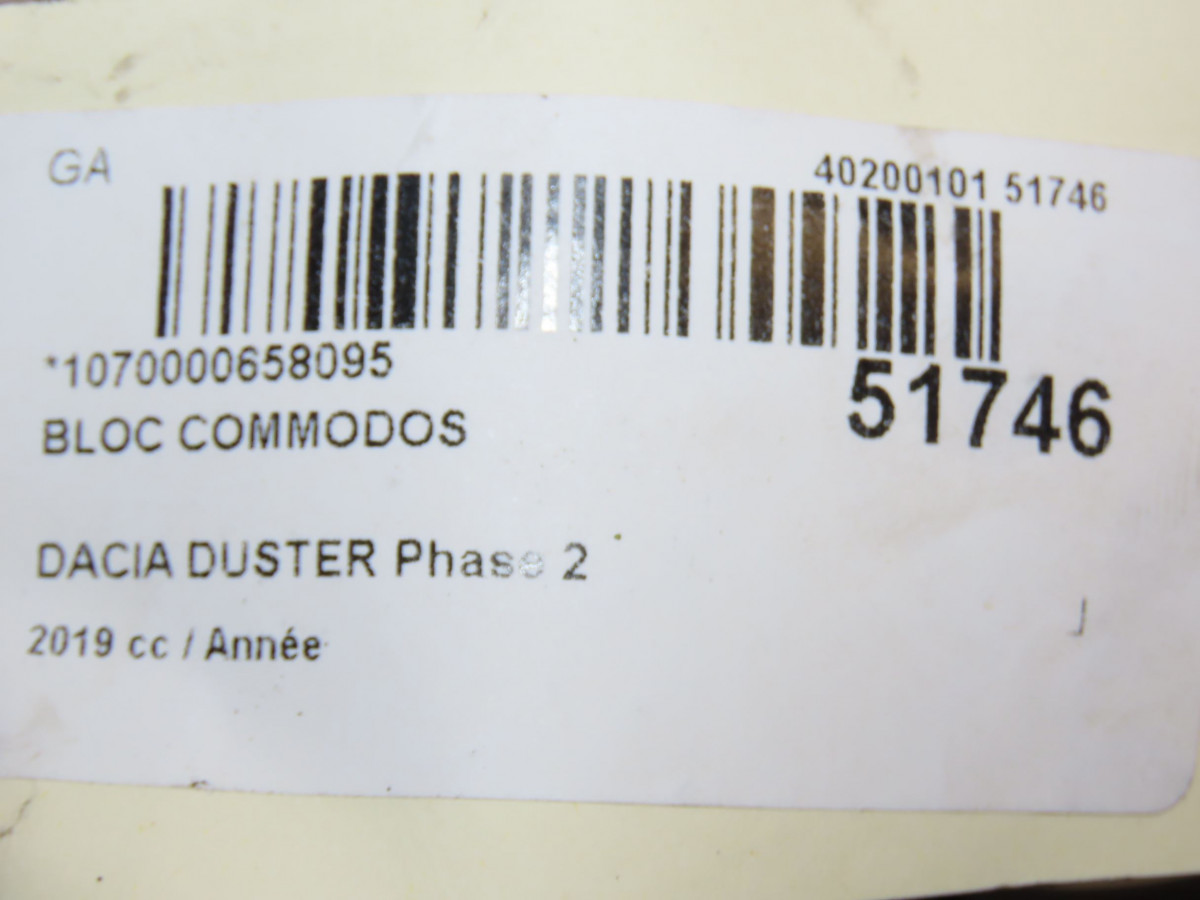 GA
40200101 51746
*1070000658095
51746
BLOC COMMODOS
DACIA DUSTER Phase 2
2019 cc / Année